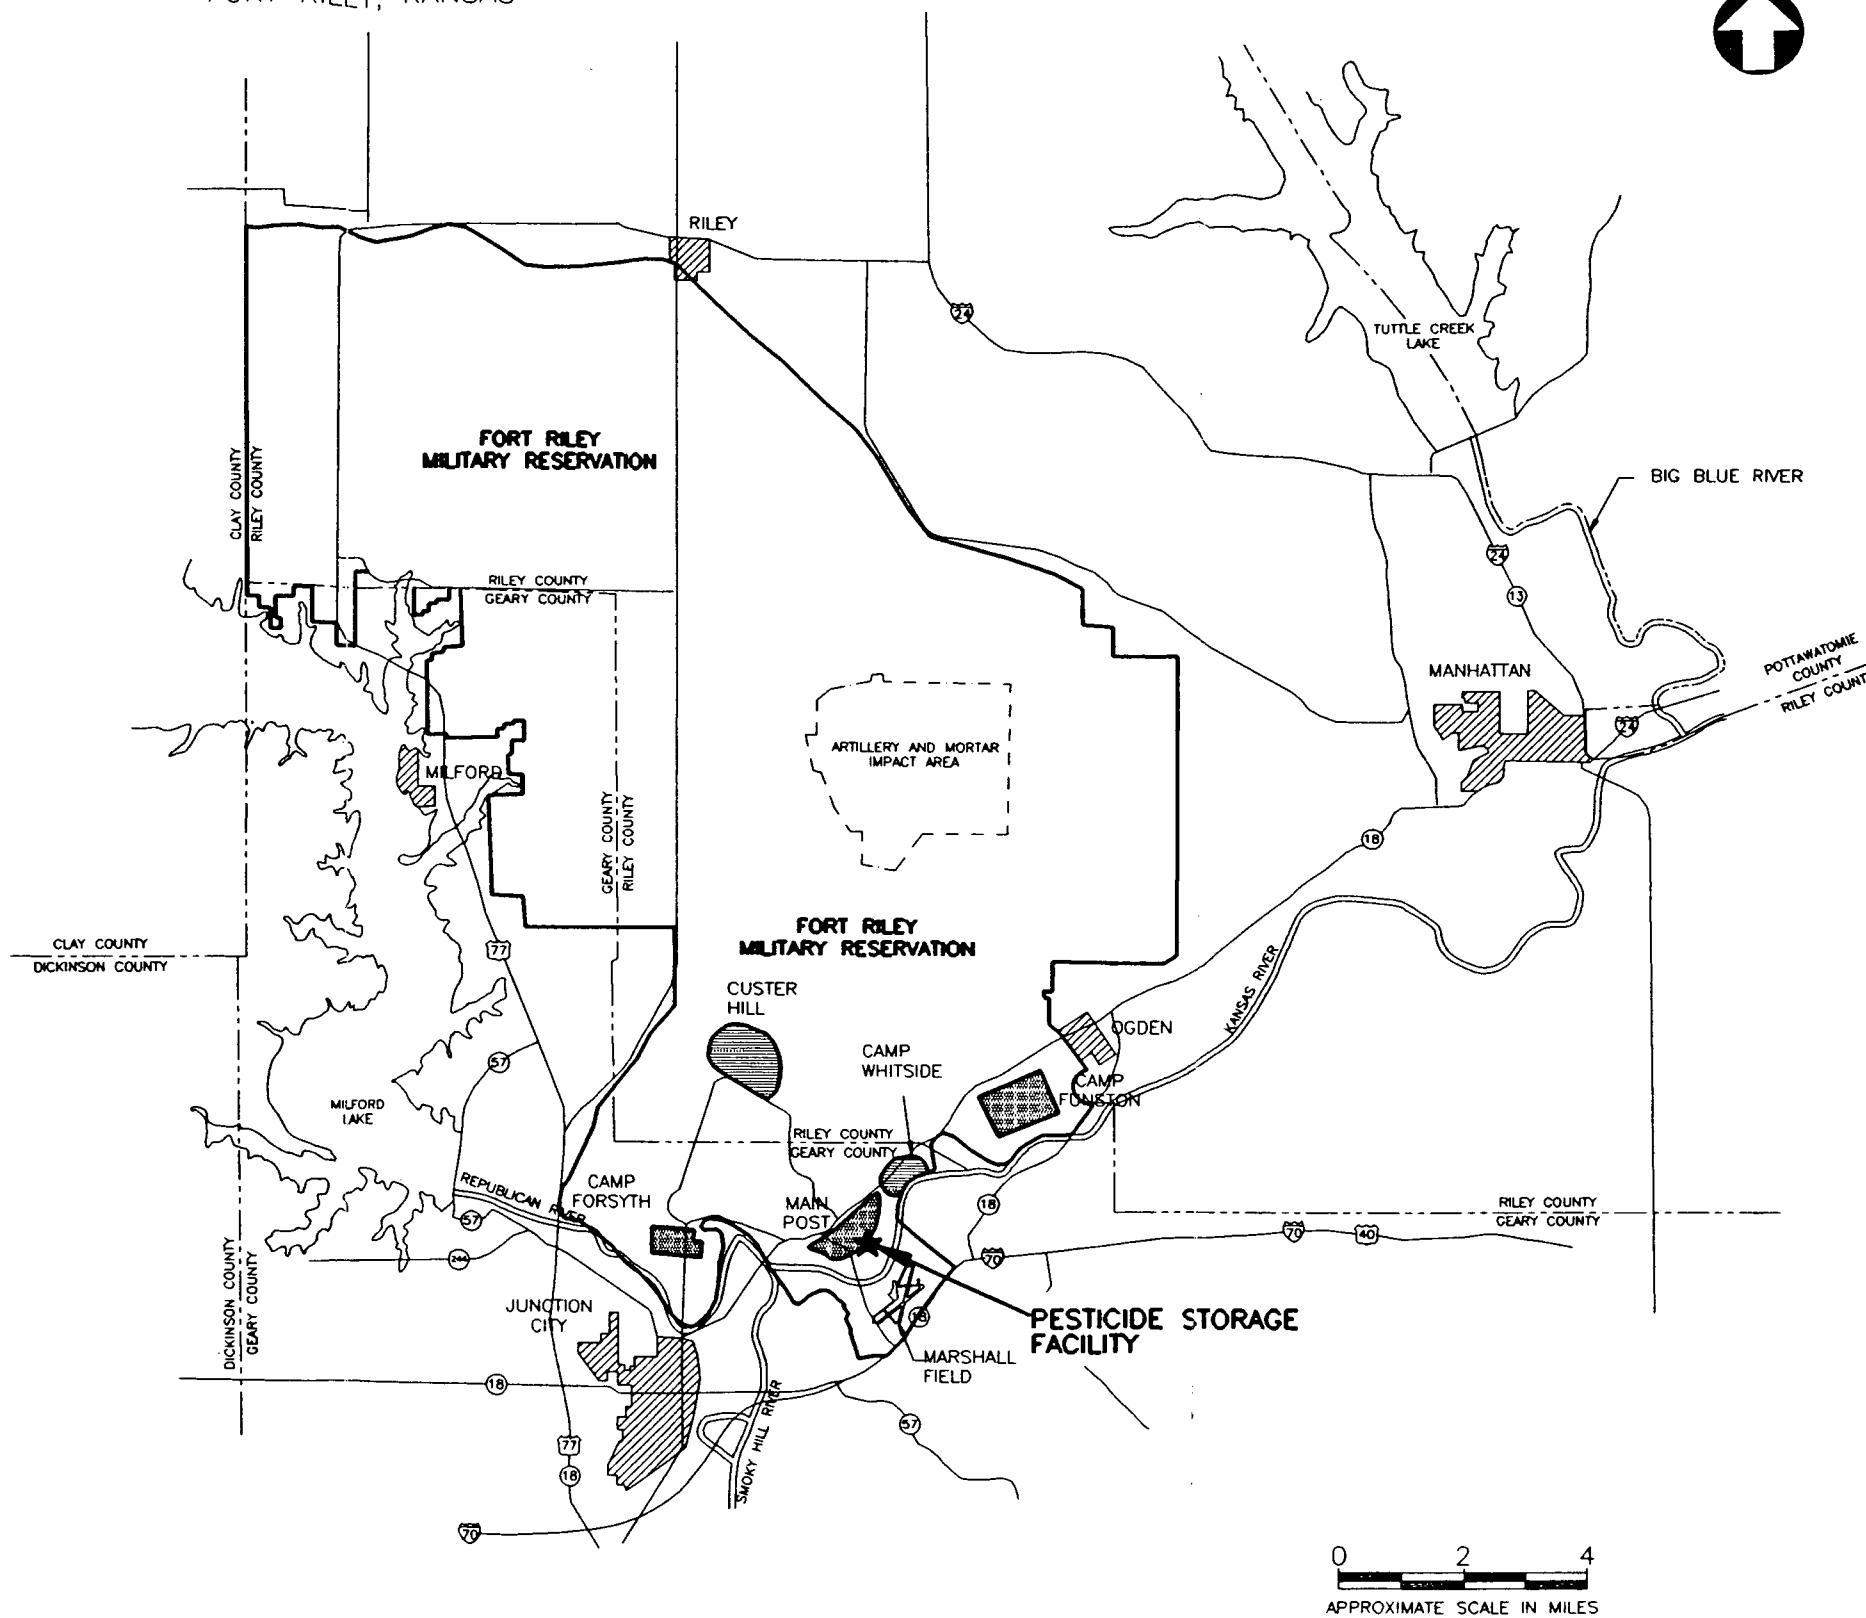 FORT RILEY, KANSAS
RILEY
24
TUTTLE CREEK
LAKE
FORT RILEY
MILITARY RESERVATION
CLAY COUNTY
RILEY COUNTY
BIG BLUE RIVER
24
RILEY COUNTY
GEARY COUNTY
13
POTTAWATOMIE
COUNTY
RILEY COUNT
MANHATTAN
24
ARTILLERY AND MORTAR
IMPACT AREA
MILFORD
GEARY COUNTY
RILEY COUNTY
18
FORT RILEY
MILITARY RESERVATION
CLAY COUNTY
DICKINSON COUNTY
77
KANSAS RIVER
CUSTER
HILL
OGDEN
CAMP
WHITSIDE
57
CAMP
FUNSTON
MILFORD
LAKE
RILEY COUNTY
GEARY COUNTY
REPUBLICAN RIVER
CAMP
FORSYTH
MAIN
POST
18
RILEY COUNTY
GEARY COUNTY
57
70
40
244
70
DICKINSON COUNTY
GEARY COUNTY
JUNCTION
CITY
18
PESTICIDE STORAGE
FACILITY
MARSHALL
FIELD
18
57
SMOKY HILL RIVER
77
18
70
0 2 4
APPROXIMATE SCALE IN MILES